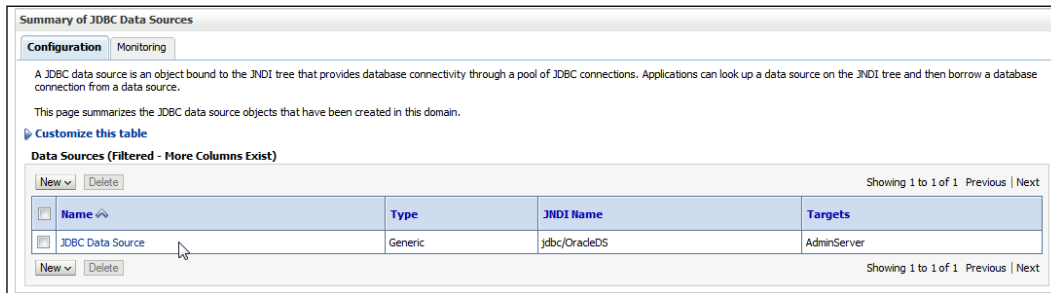 Summary of JDBC Data Sources
Configuration Monitoring
A JDBC data source is an object bound to the JNDI tree that provides database connectivity through a pool of JDBC connections. Applications can look up a data source on the JNDI tree and then borrow a database
connection from a data source.
This page summarizes the JDBC data source objects that have been created in this domain.
Customize this table
Data Sources (Filtered - More Columns Exist)
New Delete Showing 1 to 1 of 1 Previous | Next
Name Type JNDI Name Targets
JDBC Data Source Generic jdbc/OracleDS AdminServer
New Delete Showing 1 to 1 of 1 Previous | Next